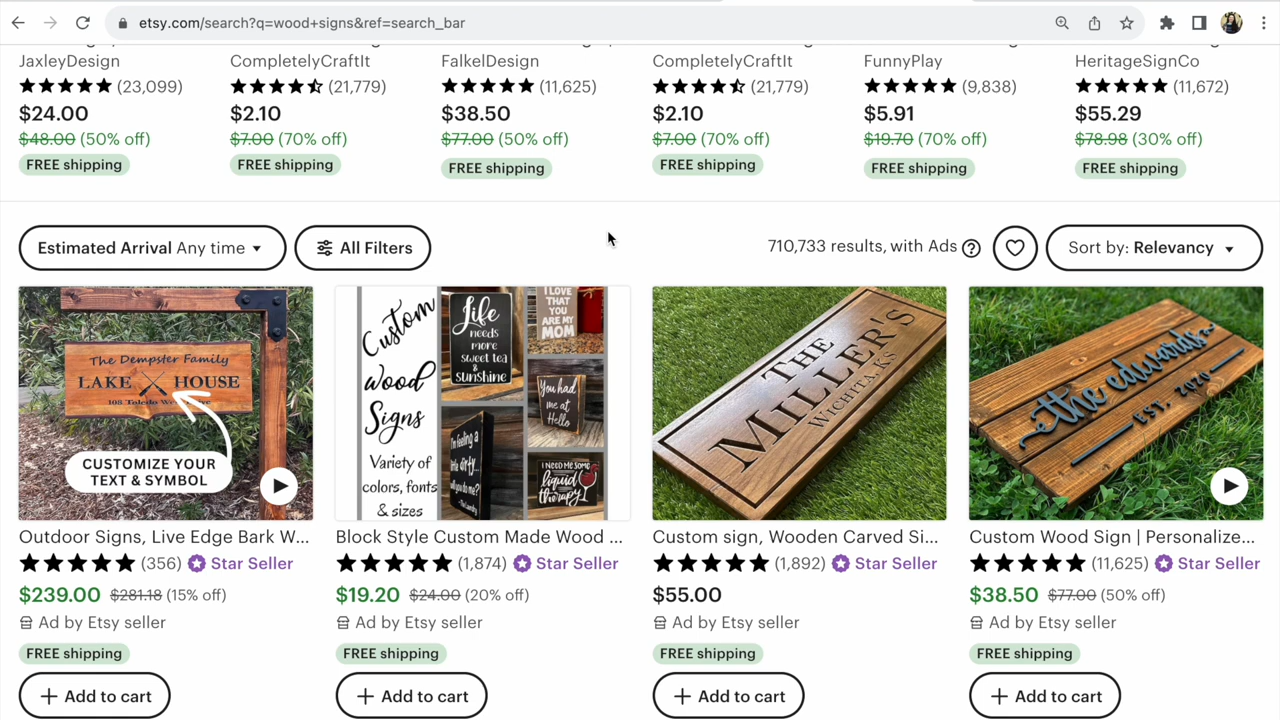 etsy.com/search?q=wood+signs&ref=search_bar
JaxleyDesign
(23,099)
$24.00
$48.00 (50% off)
FREE shipping
CompletelyCraftIt
(21,779)
$2.10
$7.00 (70% off)
FREE shipping
FalkelDesign
(11,625)
$38.50
$77.00 (50% off)
FREE shipping
CompletelyCraftIt
(21,779)
$2.10
$7.00 (70% off)
FREE shipping
FunnyPlay
(9,838)
$5.91
$19.70 (70% off)
FREE shipping
HeritageSignCo
(11,672)
$55.29
$78.98 (30% off)
FREE shipping
Estimated Arrival Any time
All Filters
710,733 results, with Ads ?
Sort by: Relevancy
The Dempster Family
LAKE HOUSE
CUSTOMIZE YOUR
TEXT & SYMBOL
Outdoor Signs, Live Edge Bark W...
(356) Star Seller
$239.00 $281.18 (15% off)
Ad by Etsy seller
FREE shipping
+ Add to cart
Custom
wood
Signs
Variety of
colors, fonts
& sizes
Life
needs
more
sweet tea
&
sunshine
I LOVE
THAT YOU
ARE MY
MOM
You had
me at
Hello
I'm feeling a
little dirty...
I NEED ME SOME
liquid
therapy!
Block Style Custom Made Wood ...
(1,874) Star Seller
$19.20 $24.00 (20% off)
Ad by Etsy seller
FREE shipping
+ Add to cart
THE
MILLER'S
WICHITA, KS
Custom sign, Wooden Carved Si...
(1,892) Star Seller
$55.00
Ad by Etsy seller
FREE shipping
+ Add to cart
the edwards
EST. 2020
Custom Wood Sign | Personalize...
(11,625) Star Seller
$38.50 $77.00 (50% off)
Ad by Etsy seller
FREE shipping
+ Add to cart